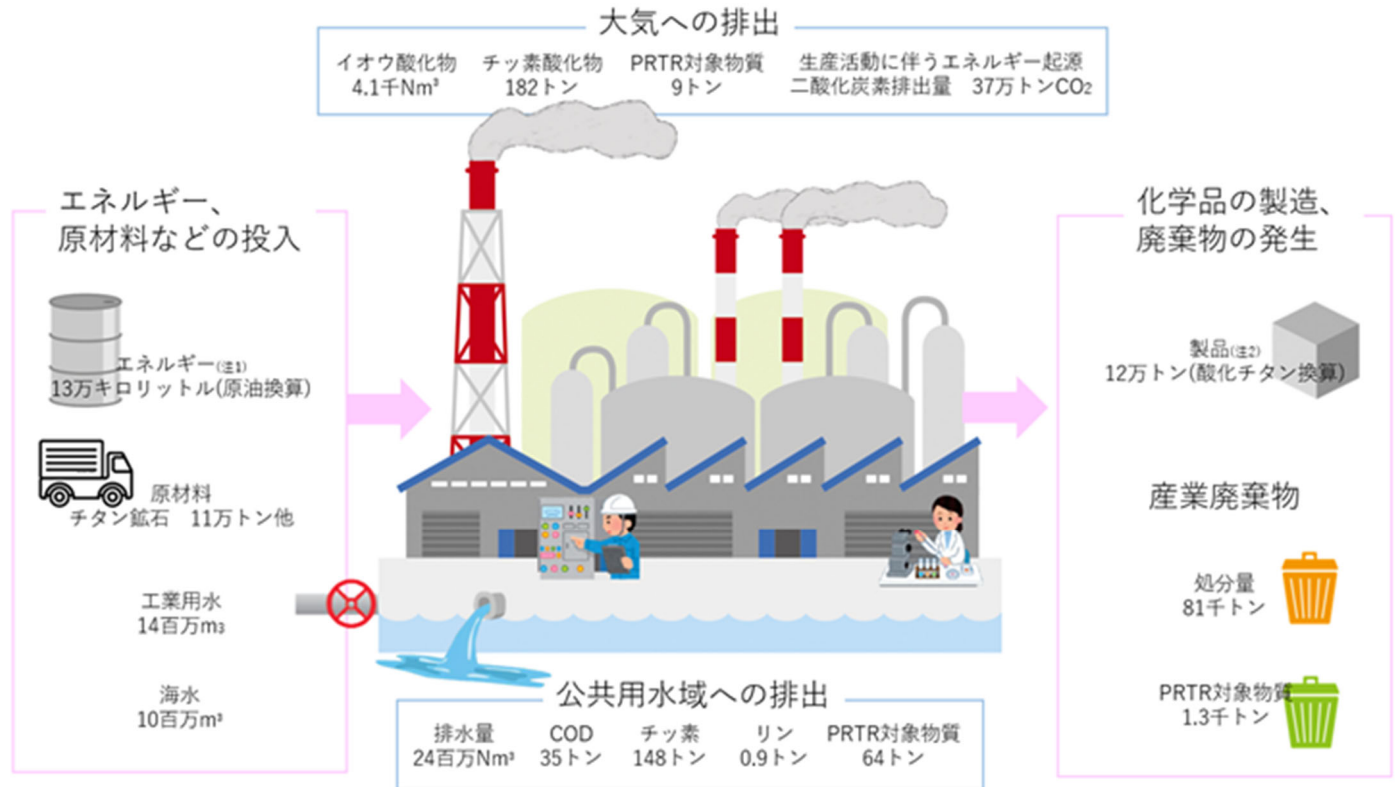 大気への排出
イオウ酸化物 チッ素酸化物 PRTR対象物質 生産活動に伴うエネルギー起源
4.1千Nm³ 182トン 9トン 二酸化炭素排出量 37万トンCO₂
エネルギー、
原材料などの投入
エネルギー(注1)
13万キロリットル(原油換算)
原材料
チタン鉱石 11万トン他
工業用水
14百万m₃
海水
10百万m³
化学品の製造、
廃棄物の発生
製品(注2)
12万トン(酸化チタン換算)
産業廃棄物
処分量
81千トン
PRTR対象物質
1.3千トン
公共用水域への排出
排水量 COD チッ素 リン PRTR対象物質
24百万Nm³ 35トン 148トン 0.9トン 64トン